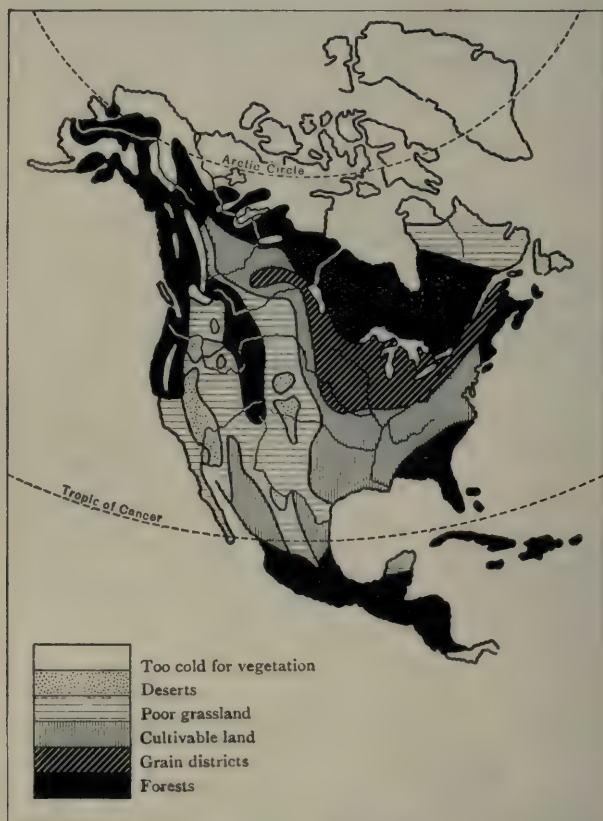 Arctic Circle
Tropic of Cancer
Too cold for vegetation
Deserts
Poor grassland
Cultivable land
Grain districts
Forests